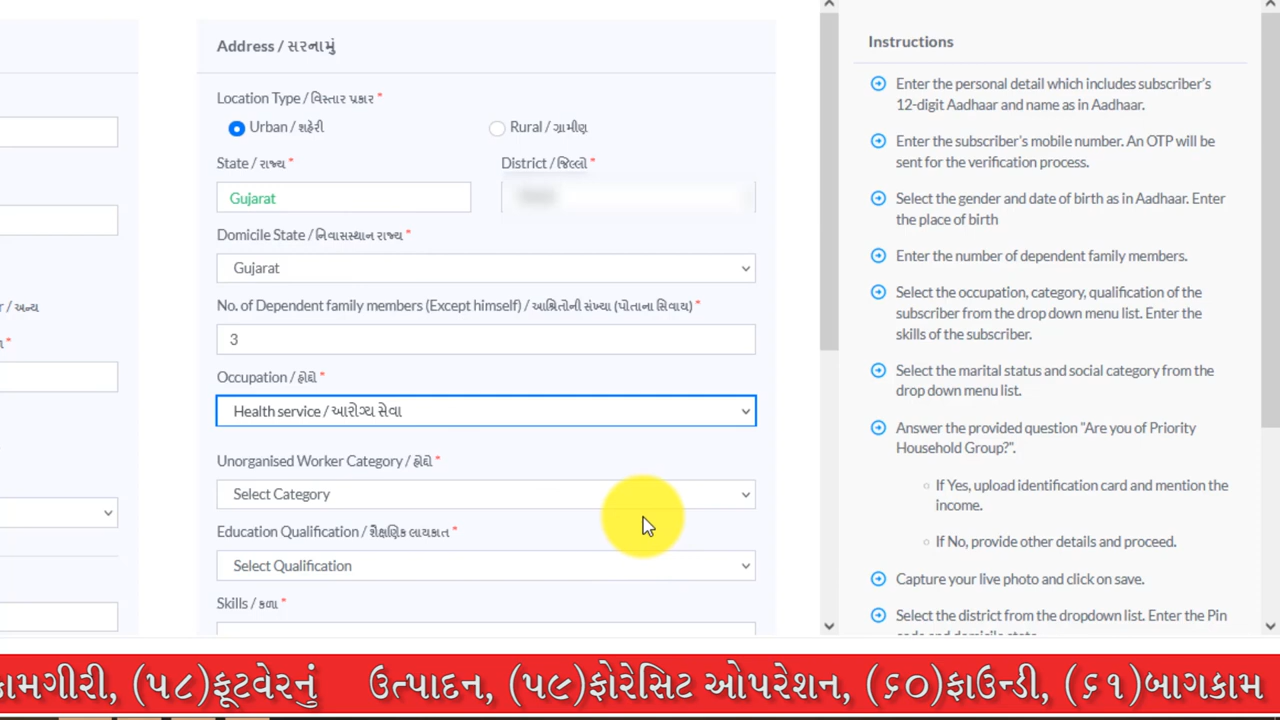 Address / સરનામું
Location Type / વિસ્તાર પ્રકાર *
Urban / શહેરી
Rural / ગ્રામીણ
State / રાજ્ય *
District / જિલ્લો *
Gujarat
Domicile State / નિવાસસ્થાન રાજ્ય *
Gujarat
No. of Dependent family members (Except himself) / આશ્રિતોની સંખ્યા (પોતાના સિવાય) *
3
Occupation / હોદ્દો *
Health service / આરોગ્ય સેવા
Unorganised Worker Category / હોદ્દો *
Select Category
Education Qualification / શૈક્ષણિક લાયકાત *
Select Qualification
Skills / કળા *
/ અન્ય
Instructions
Enter the personal detail which includes subscriber's
12-digit Aadhaar and name as in Aadhaar.
Enter the subscriber's mobile number. An OTP will be
sent for the verification process.
Select the gender and date of birth as in Aadhaar. Enter
the place of birth
Enter the number of dependent family members.
Select the occupation, category, qualification of the
subscriber from the drop down menu list. Enter the
skills of the subscriber.
Select the marital status and social category from the
drop down menu list.
Answer the provided question "Are you of Priority
Household Group?".
If Yes, upload identification card and mention the
income.
If No, provide other details and proceed.
Capture your live photo and click on save.
Select the district from the dropdown list. Enter the Pin
code and domicile state.
કામગીરી, (૫૮)ફૂટવેરનું ઉત્પાદન, (૫૯)ફોરેસિટ ઓપરેશન, (૬૦)ફાઉન્ડી, (૬૧)બાગકામ